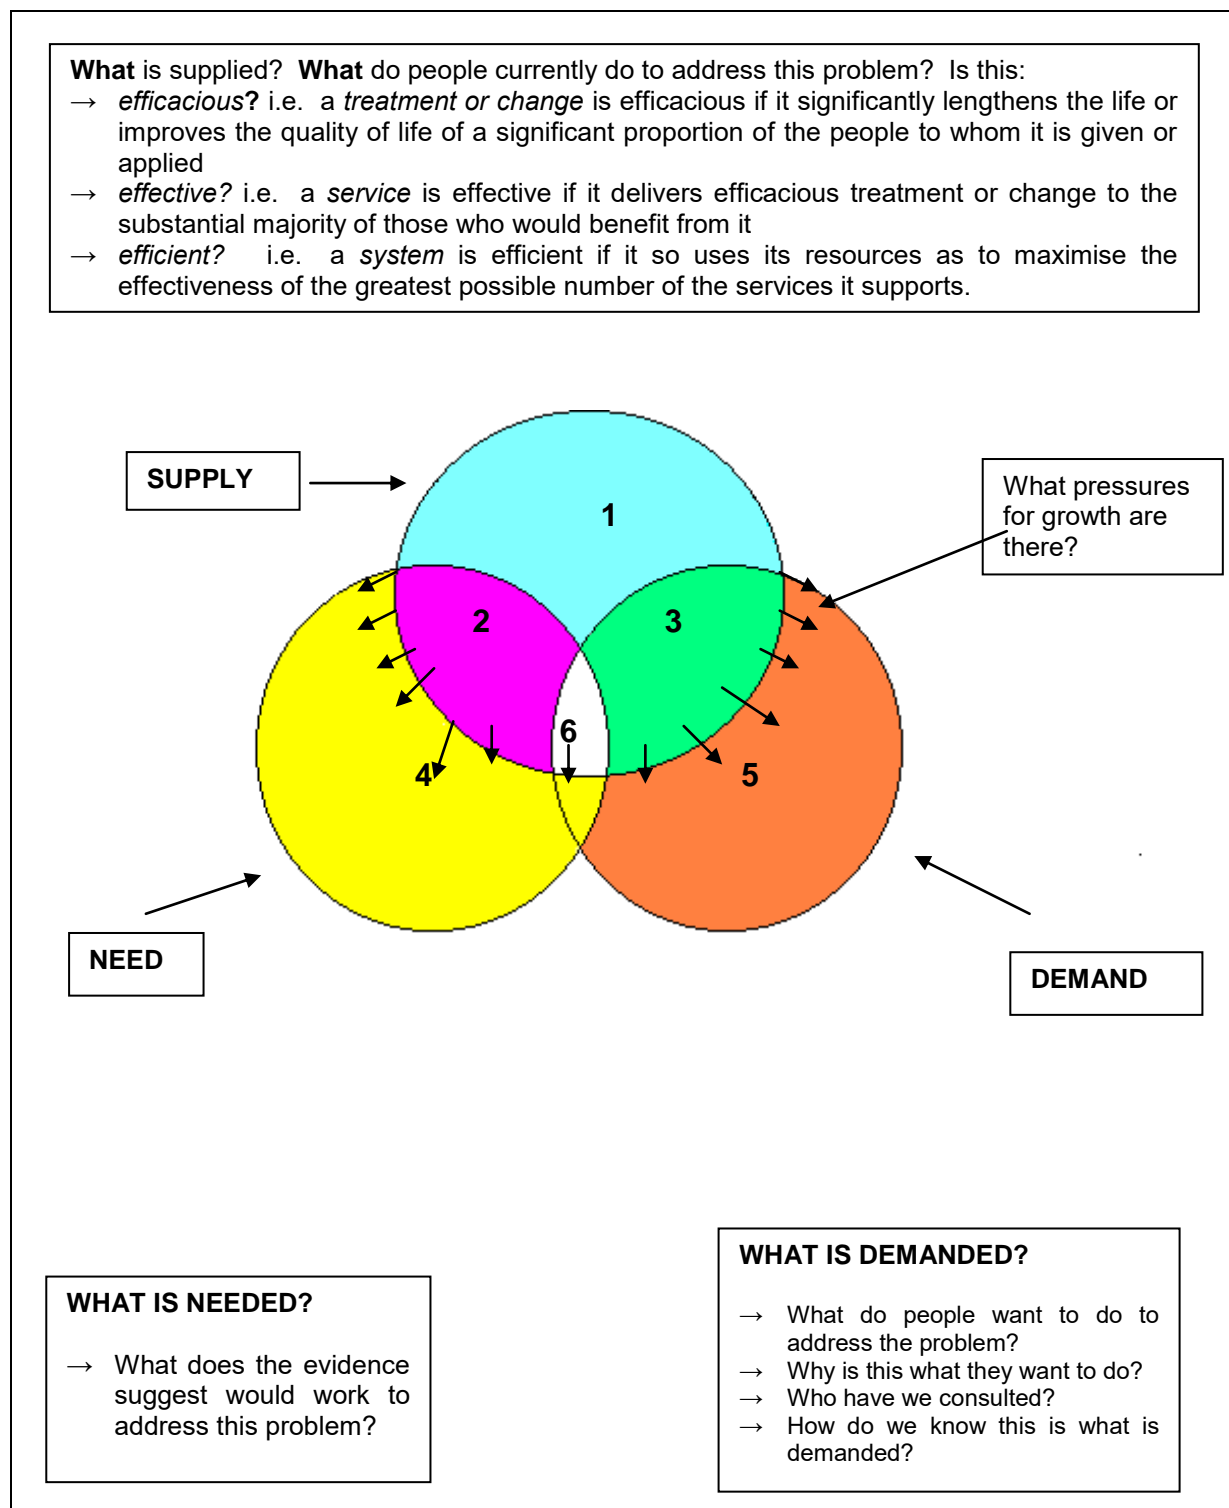 What is supplied? What do people currently do to address this problem? Is this:
→ efficacious? i.e. a treatment or change is efficacious if it significantly lengthens the life or
improves the quality of life of a significant proportion of the people to whom it is given or
applied
→ effective? i.e. a service is effective if it delivers efficacious treatment or change to the
substantial majority of those who would benefit from it
→ efficient? i.e. a system is efficient if it so uses its resources as to maximise the
effectiveness of the greatest possible number of the services it supports.
SUPPLY
What pressures
for growth are
there?
1
2
3
6
4
5
NEED
DEMAND
WHAT IS NEEDED?
→ What does the evidence
suggest would work to
address this problem?
WHAT IS DEMANDED?
→ What do people want to do to
address the problem?
→ Why is this what they want to do?
→ Who have we consulted?
→ How do we know this is what is
demanded?